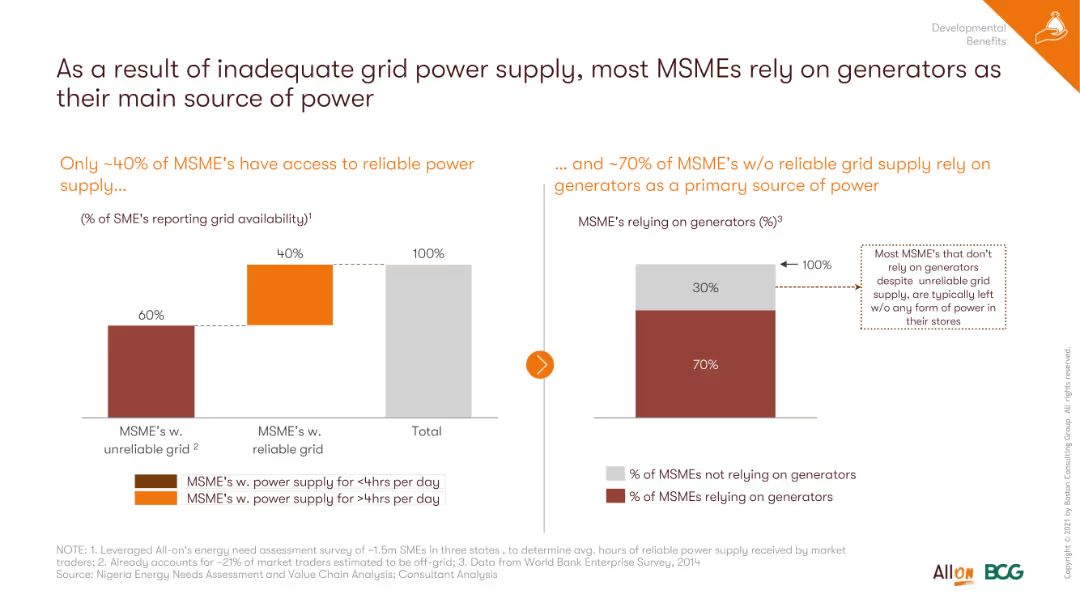 Developmental
Benefits
As a result of inadequate grid power supply, most MSMEs rely on generators as
their main source of power
Only ~40% of MSME's have access to reliable power
supply...
(% of SME's reporting grid availability)1
60%
40%
100%
MSME's w.
unreliable grid 2
MSME's w.
reliable grid
Total
MSME's w. power supply for <4hrs per day
MSME's w. power supply for >4hrs per day
... and ~70% of MSME's w/o reliable grid supply rely on
generators as a primary source of power
MSME's relying on generators (%)3
100%
30%
70%
Most MSME's that don't
rely on generators
despite unreliable grid
supply, are typically left
w/o any form of power in
their stores
% of MSMEs not relying on generators
% of MSMEs relying on generators
NOTE: 1. Leveraged All-on's energy need assessment survey of ~1.5m SMEs in three states , to determine avg. hours of reliable power supply received by market
traders; 2. Already accounts for ~21% of market traders estimated to be off-grid; 3. Data from World Bank Enterprise Survey, 2014
Source: Nigeria Energy Needs Assessment and Value Chain Analysis; Consultant Analysis
All on
BCG
Copyright © 2021 by Boston Consulting Group. All rights reserved.